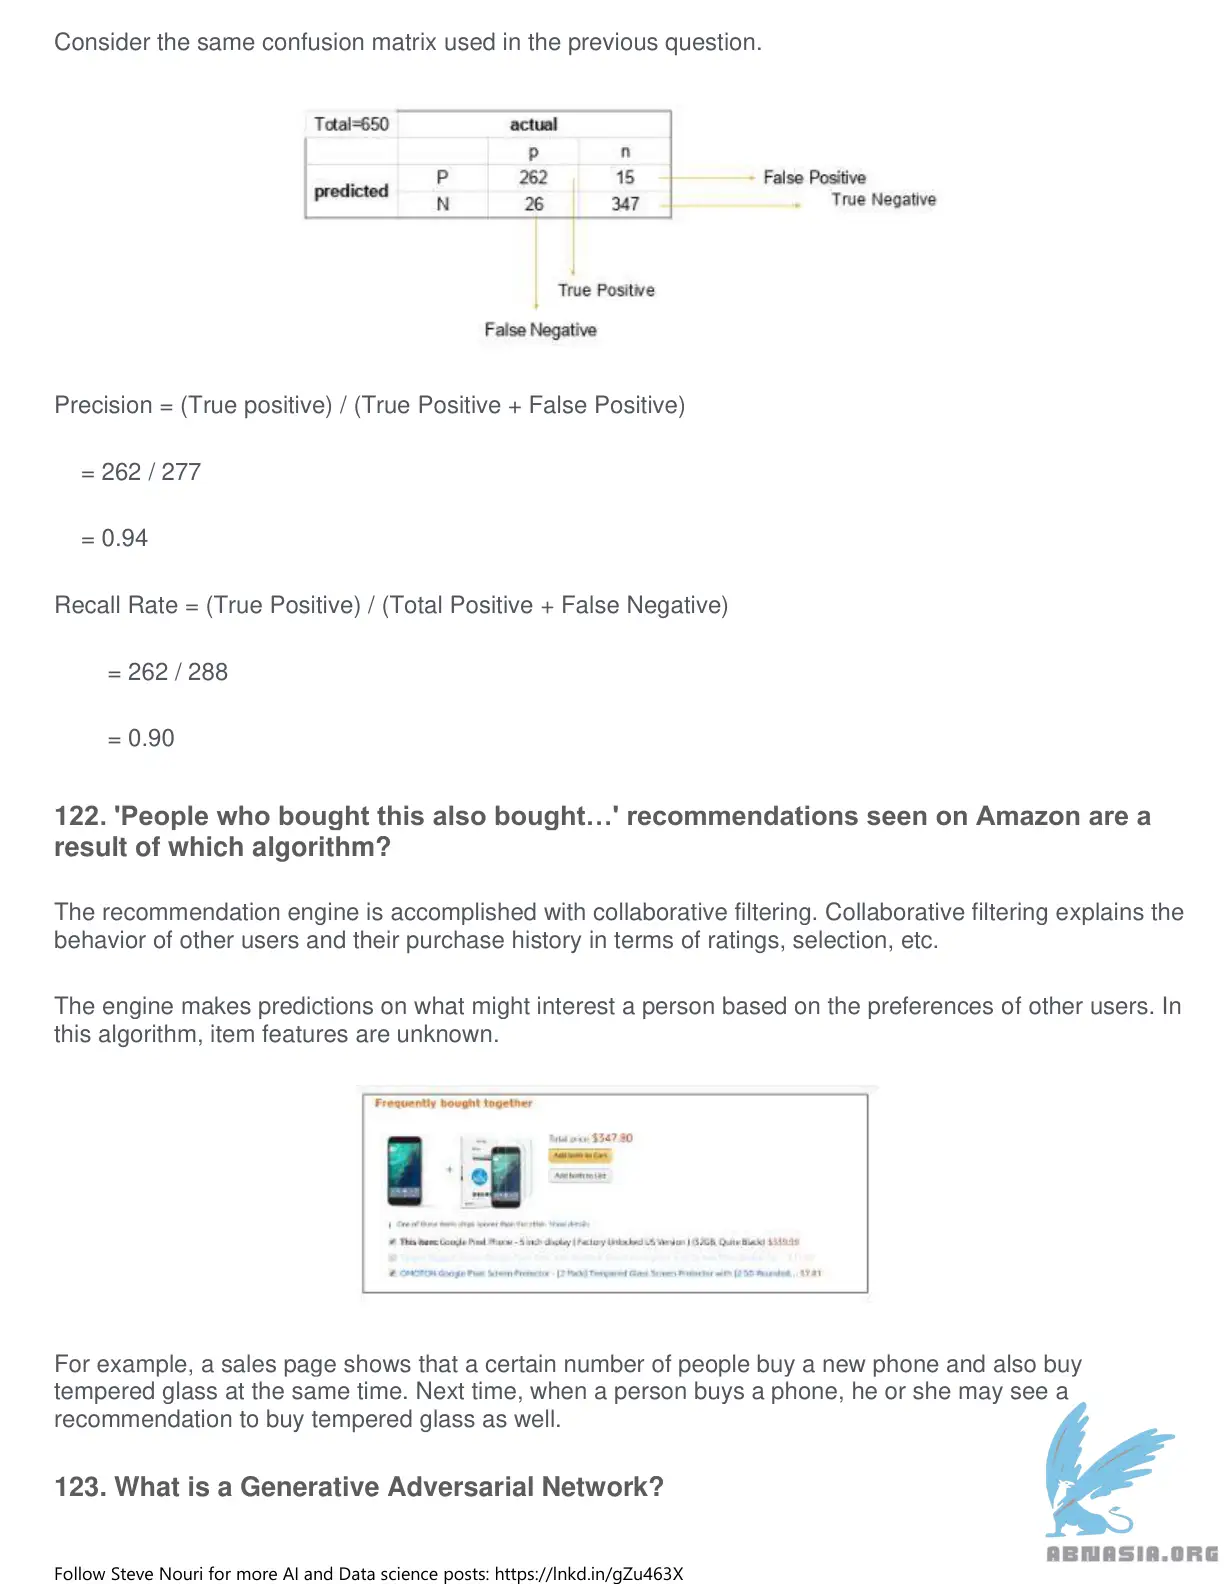 Consider the same confusion matrix used in the previous question.
Total=650 actual
p n
predicted P 262 15 False Positive
N 26 347 True Negative
True Positive
False Negative
Precision = (True positive) / (True Positive + False Positive)
= 262 / 277
= 0.94
Recall Rate = (True Positive) / (Total Positive + False Negative)
= 262 / 288
= 0.90
122. 'People who bought this also bought…' recommendations seen on Amazon are a
result of which algorithm?
The recommendation engine is accomplished with collaborative filtering. Collaborative filtering explains the
behavior of other users and their purchase history in terms of ratings, selection, etc.
The engine makes predictions on what might interest a person based on the preferences of other users. In
this algorithm, item features are unknown.
Frequently bought together
Total price: $347.80
Add both to Cart
Add both to List
One of these items ships sooner than the other. Show details
This item: Google Pixel Phone - 5 inch display (Factory Unlocked US Version) (32GB, Quite Black)
OMOTON Google Pixel Screen Protector - [2 Pack] Tempered Glass Screen Protector with
For example, a sales page shows that a certain number of people buy a new phone and also buy
tempered glass at the same time. Next time, when a person buys a phone, he or she may see a
recommendation to buy tempered glass as well.
123. What is a Generative Adversarial Network?
ABNASIA.ORG
Follow Steve Nouri for more AI and Data science posts: https://lnkd.in/gZu463X